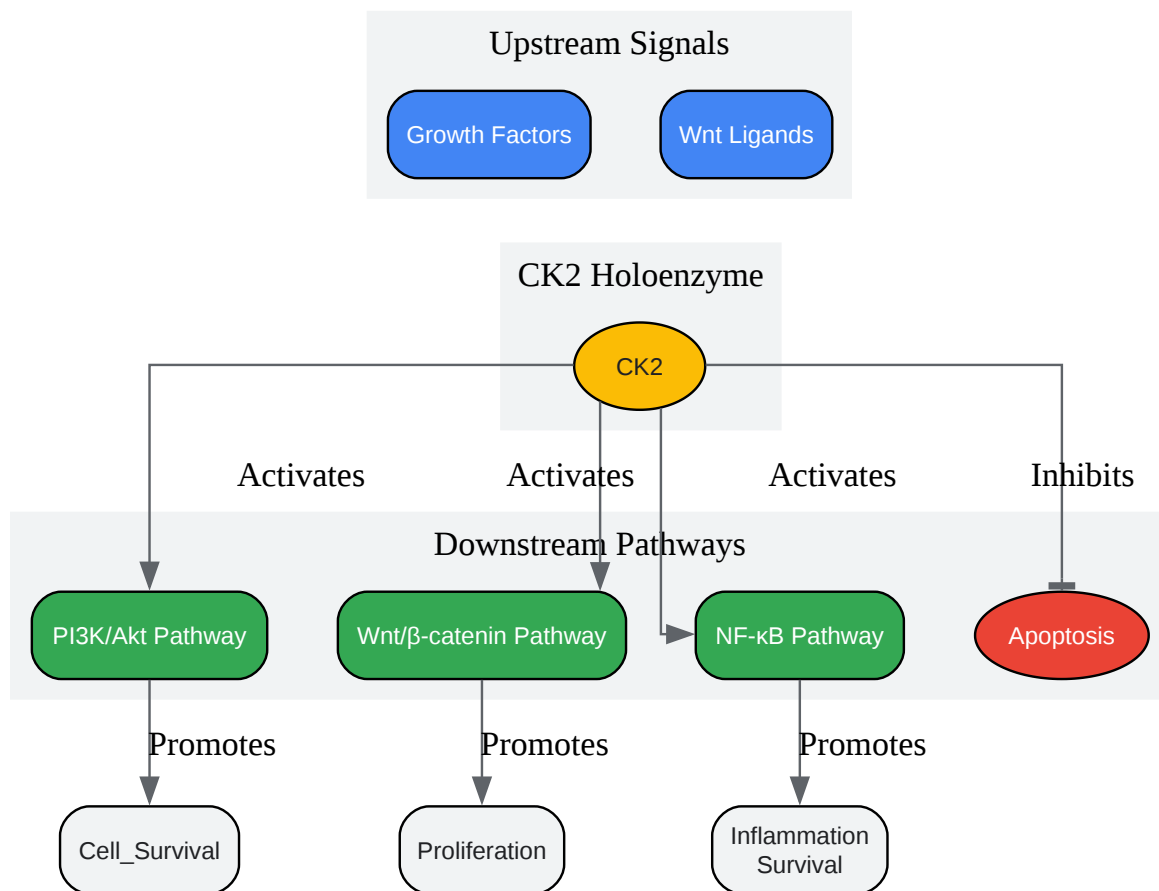 Upstream Signals
Growth Factors
Wnt Ligands
CK2 Holoenzyme
CK2
Activates
Activates
Activates
Inhibits
Downstream Pathways
PI3K/Akt Pathway
Wnt/β-catenin Pathway
NF-κB Pathway
Apoptosis
Promotes
Promotes
Promotes
Cell_Survival
Proliferation
Inflammation
Survival